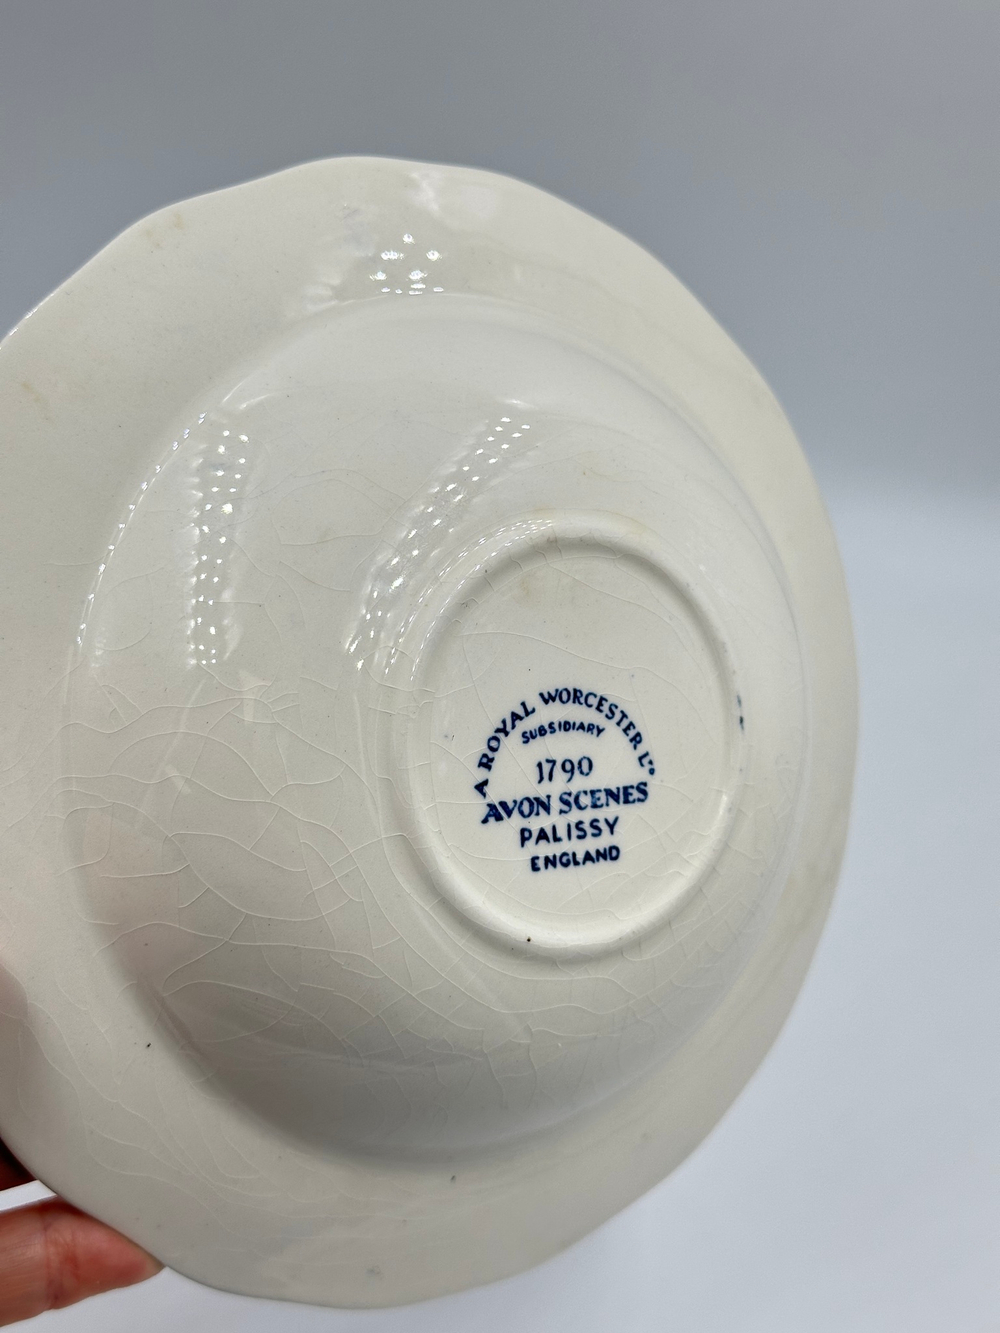 A ROYAL WORCESTER LTD
SUBSIDIARY
1790
AVON SCENES
PALISSY
ENGLAND